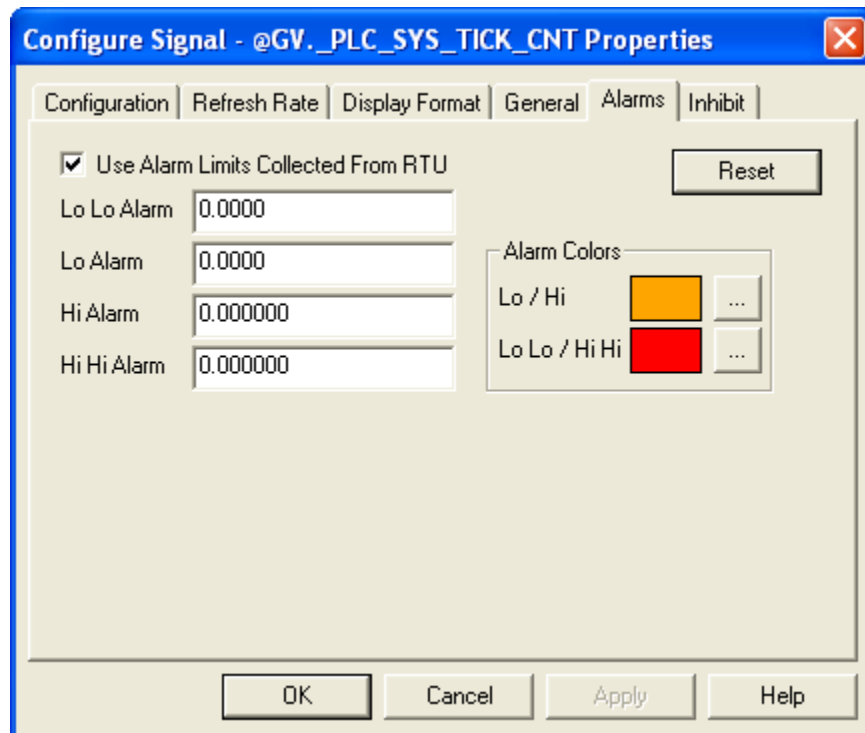 Configure Signal - @GV._PLC_SYS_TICK_CNT Properties
Configuration Refresh Rate Display Format General Alarms Inhibit
Use Alarm Limits Collected From RTU
Reset
Lo Lo Alarm 0.0000
Lo Alarm 0.0000
Hi Alarm 0.000000
Hi Hi Alarm 0.000000
Alarm Colors
Lo / Hi ...
Lo Lo / Hi Hi ...
OK Cancel Apply Help